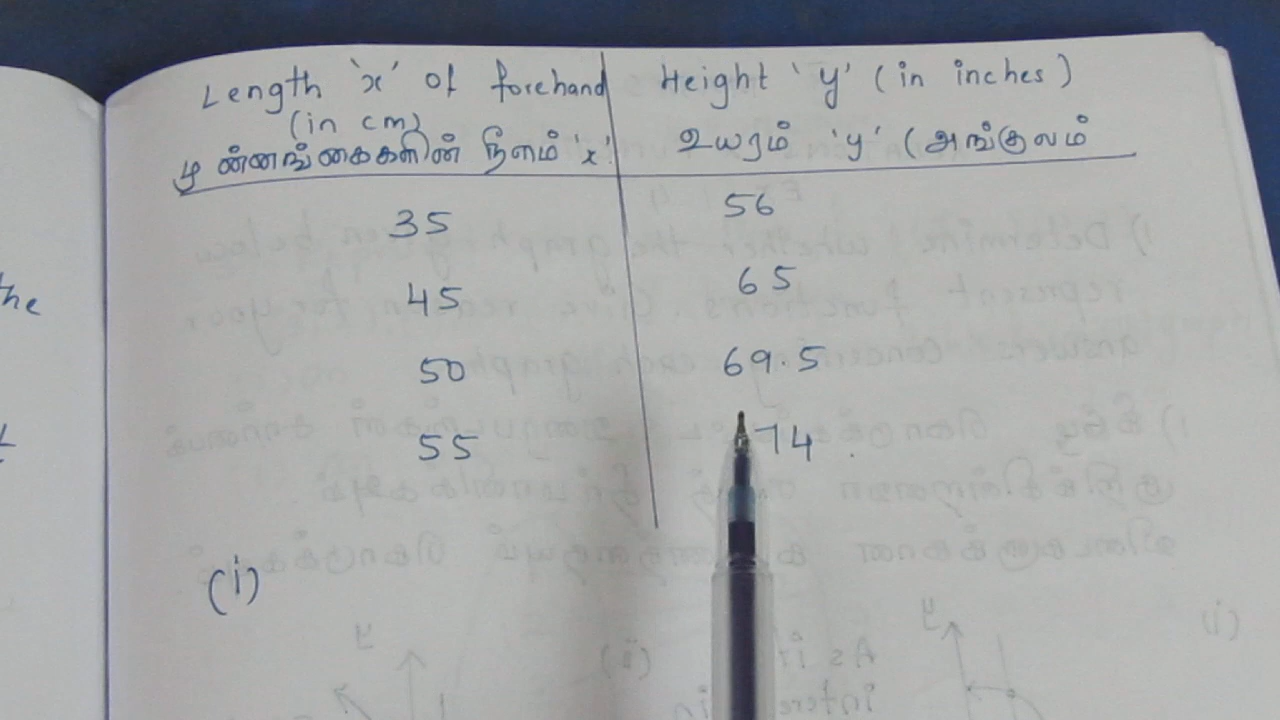 Length 'x' of forehand
(in cm)
முன்னங்கைகளின் நீளம் 'x'
Height 'y' (in inches)
உயரம் 'y' (அங்குலம்
35 56
45 65
50 69.5
55 74
(i)
he